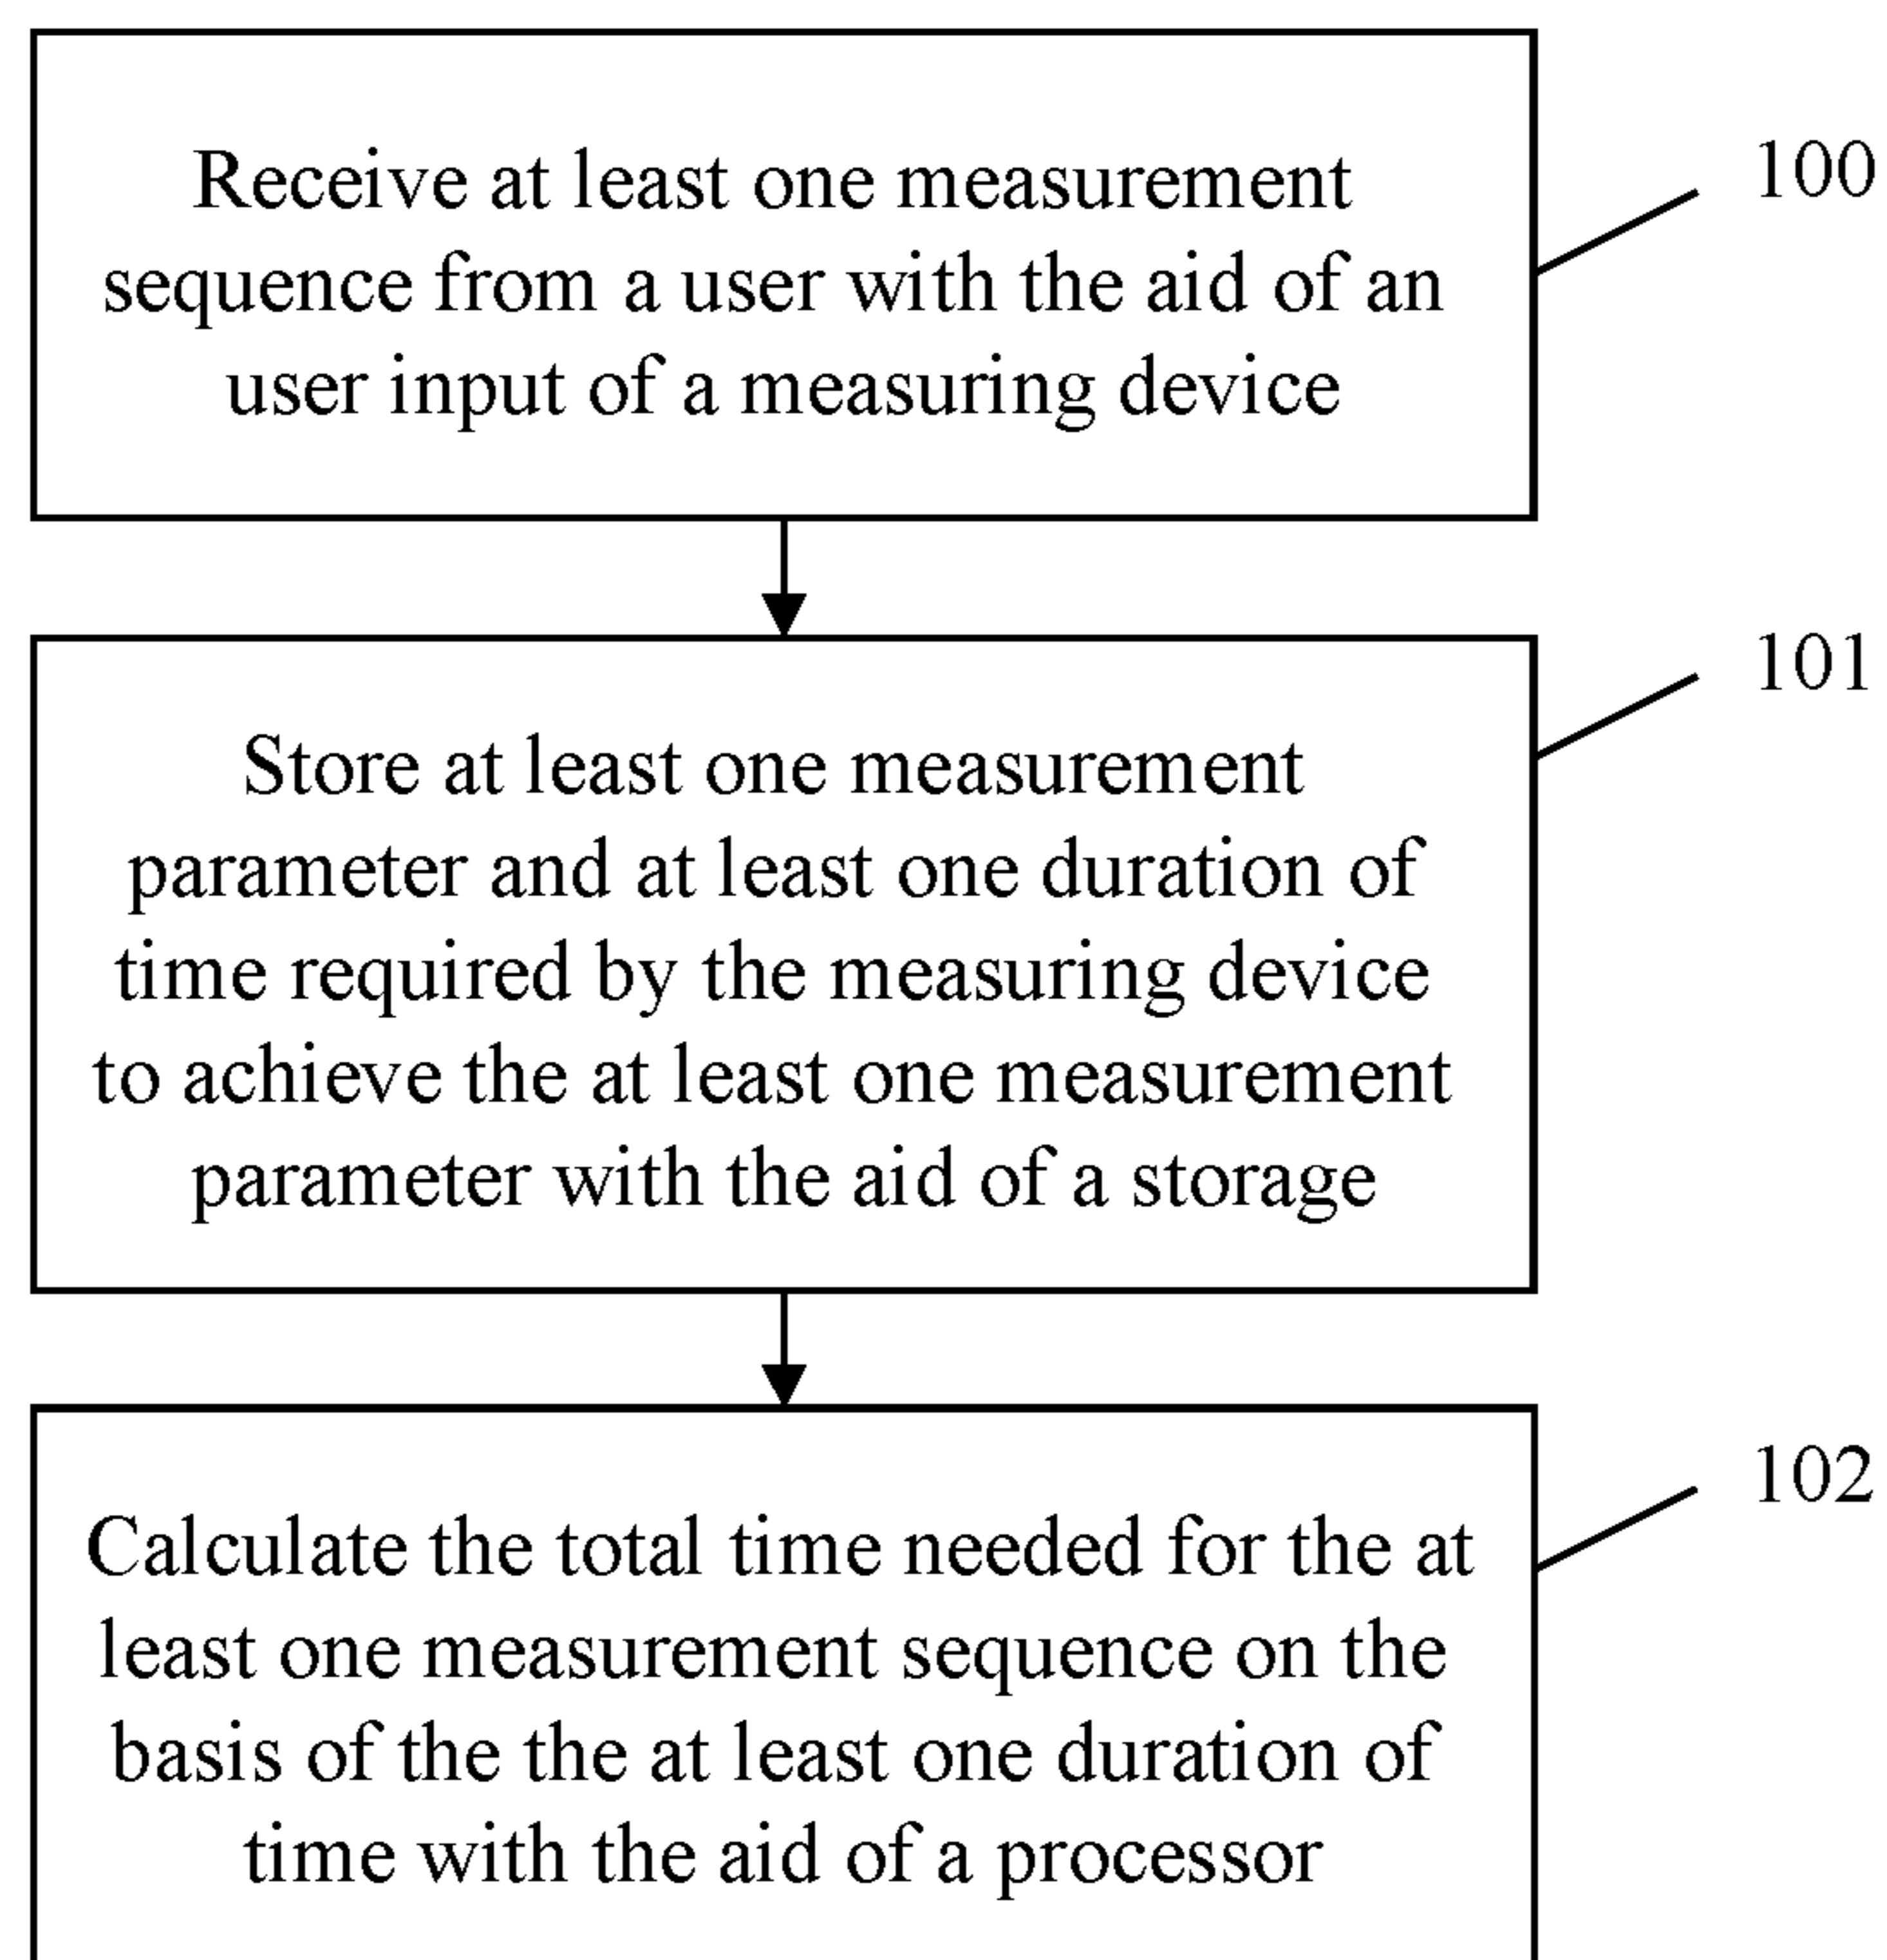 Receive at least one measurement
sequence from a user with the aid of an
user input of a measuring device
100
Store at least one measurement
parameter and at least one duration of
time required by the measuring device
to achieve the at least one measurement
parameter with the aid of a storage
101
Calculate the total time needed for the at
least one measurement sequence on the
basis of the the at least one duration of
time with the aid of a processor
102